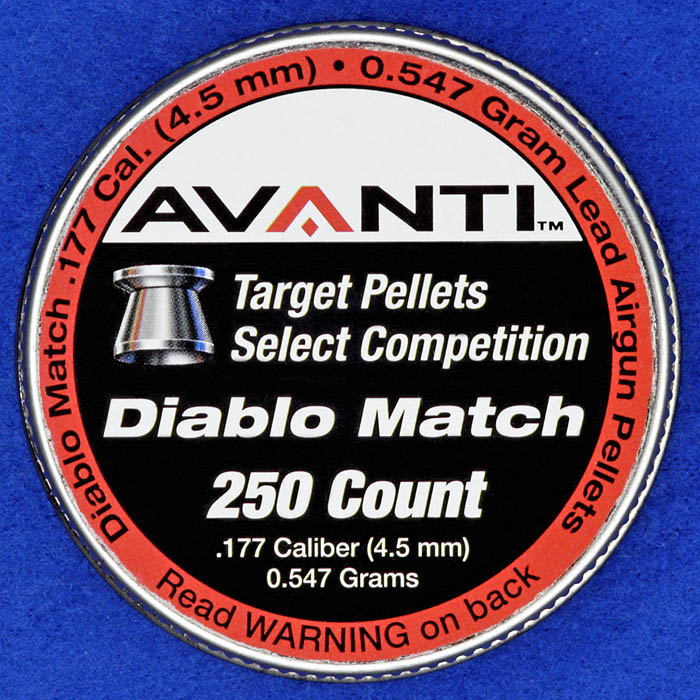 Diablo Match .177 Cal. (4.5 mm) • 0.547 Gram Lead Airgun Pellets
AVANTI™
Target Pellets
Select Competition
Diablo Match
250 Count
.177 Caliber (4.5 mm)
0.547 Grams
Read WARNING on back